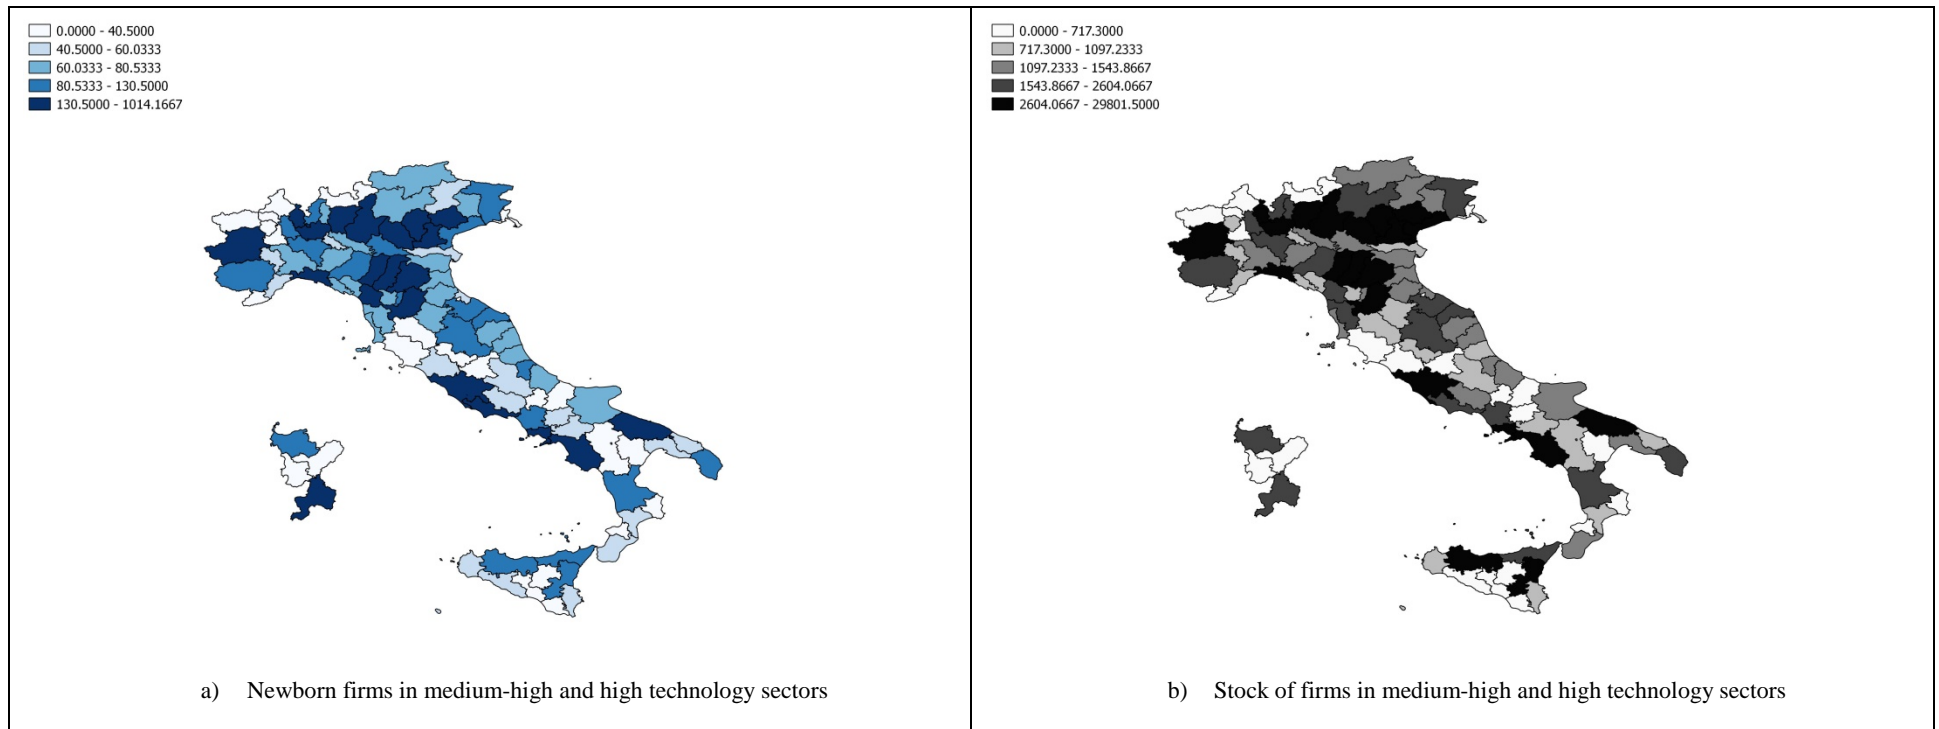 0.0000 - 40.5000
40.5000 - 60.0333
60.0333 - 80.5333
80.5333 - 130.5000
130.5000 - 1014.1667
a) Newborn firms in medium-high and high technology sectors
0.0000 - 717.3000
717.3000 - 1097.2333
1097.2333 - 1543.8667
1543.8667 - 2604.0667
2604.0667 - 29801.5000
b) Stock of firms in medium-high and high technology sectors